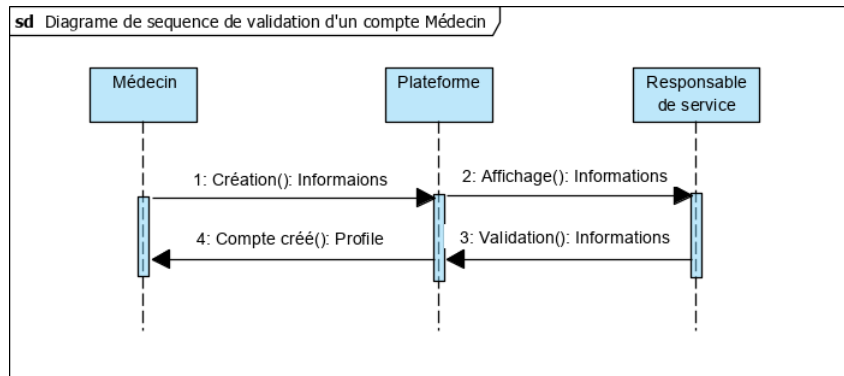 sd Diagrame de sequence de validation d'un compte Médecin
Médecin
Plateforme
Responsable
de service
1: Création(): Informaions
2: Affichage(): Informations
4: Compte créé(): Profile
3: Validation(): Informations